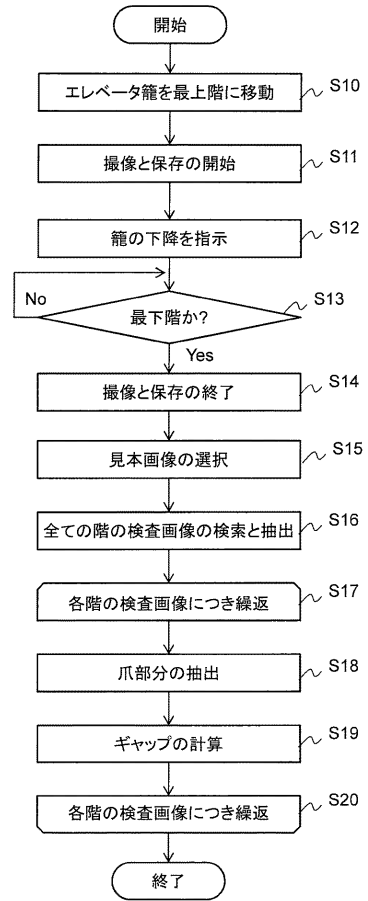 開始
エレベータ籠を最上階に移動
S10
撮像と保存の開始
S11
籠の下降を指示
S12
No
最下階か?
S13
Yes
撮像と保存の終了
S14
見本画像の選択
S15
全ての階の検査画像の検索と抽出
S16
各階の検査画像につき繰返
S17
爪部分の抽出
S18
ギャップの計算
S19
各階の検査画像につき繰返
S20
終了